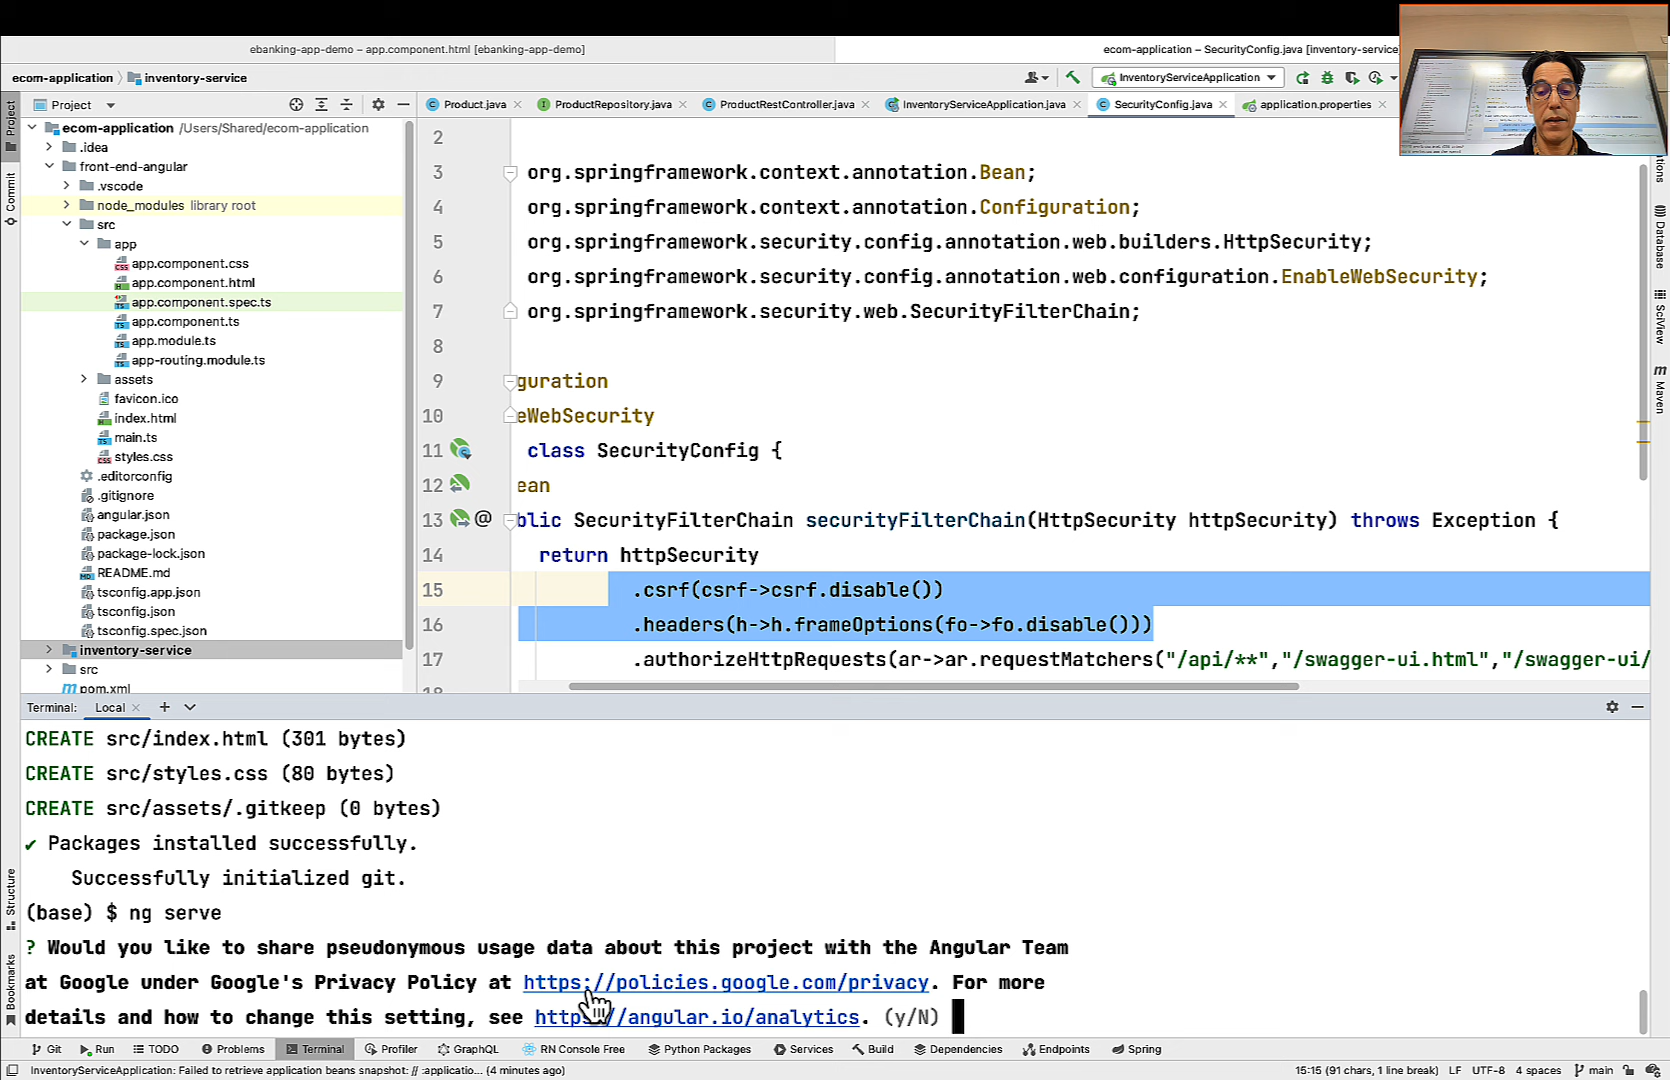 ebanking-app-demo – app.component.html [ebanking-app-demo]
ecom-application – SecurityConfig.java [inventory-service]
ecom-application
inventory-service
InventoryServiceApplication
Project
Product.java
ProductRepository.java
ProductRestController.java
InventoryServiceApplication.java
SecurityConfig.java
application.properties
Project
Commit
Structure
Bookmarks
Database
SciView
m Maven
ecom-application /Users/Shared/ecom-application
.idea
front-end-angular
.vscode
node_modules library root
src
app
app.component.css
app.component.html
app.component.spec.ts
app.component.ts
app.module.ts
app-routing.module.ts
assets
favicon.ico
index.html
main.ts
styles.css
.editorconfig
.gitignore
angular.json
package.json
package-lock.json
README.md
tsconfig.app.json
tsconfig.json
tsconfig.spec.json
inventory-service
src
pom.xml
2
3 org.springframework.context.annotation.Bean;
4 org.springframework.context.annotation.Configuration;
5 org.springframework.security.config.annotation.web.builders.HttpSecurity;
6 org.springframework.security.config.annotation.web.configuration.EnableWebSecurity;
7 org.springframework.security.web.SecurityFilterChain;
8
9 guration
10 eWebSecurity
11 class SecurityConfig {
12 ean
13 @ blic SecurityFilterChain securityFilterChain(HttpSecurity httpSecurity) throws Exception {
14 return httpSecurity
15 .csrf(csrf->csrf.disable())
16 .headers(h->h.frameOptions(fo->fo.disable()))
17 .authorizeHttpRequests(ar->ar.requestMatchers("/api/**","/swagger-ui.html","/swagger-ui/
18
Terminal: Local
CREATE src/index.html (301 bytes)
CREATE src/styles.css (80 bytes)
CREATE src/assets/.gitkeep (0 bytes)
✔ Packages installed successfully.
Successfully initialized git.
(base) $ ng serve
? Would you like to share pseudonymous usage data about this project with the Angular Team
at Google under Google's Privacy Policy at https://policies.google.com/privacy. For more
details and how to change this setting, see https://angular.io/analytics. (y/N)
Git Run TODO Problems Terminal Profiler GraphQL RN Console Free Python Packages Services Build Dependencies Endpoints Spring
InventoryServiceApplication: Failed to retrieve application beans snapshot: // :applicatio... (4 minutes ago)
15:15 (91 chars, 1 line break) LF UTF-8 4 spaces main